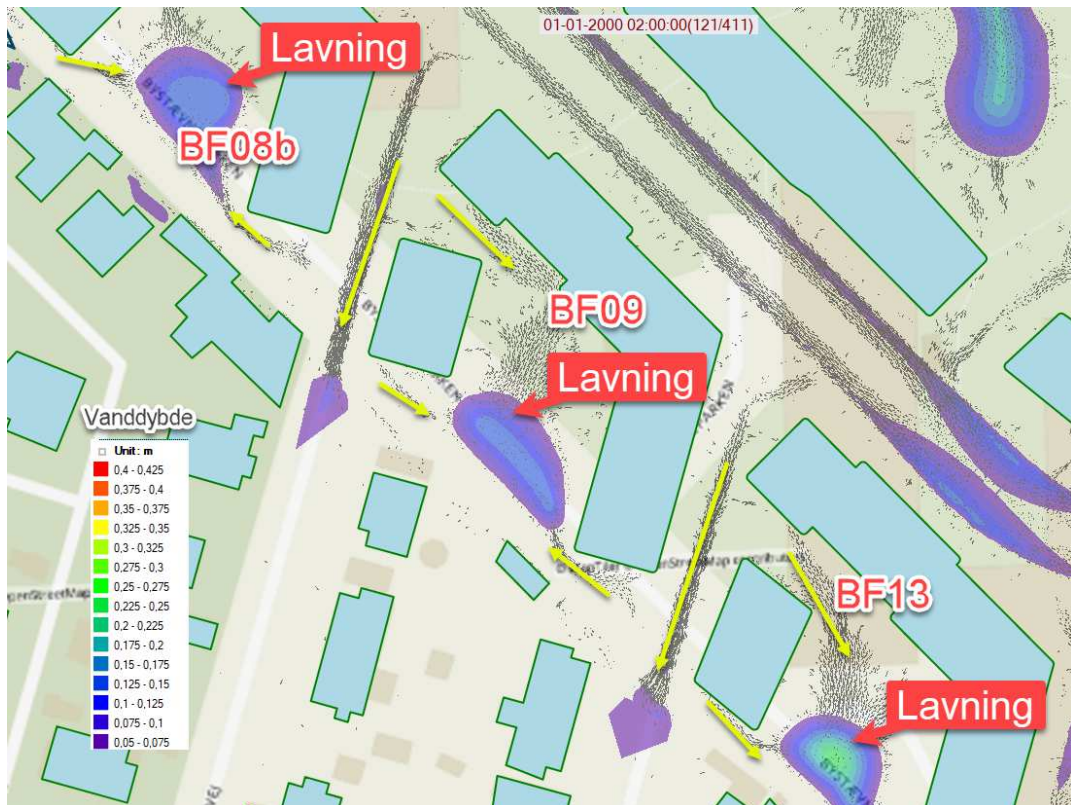 01-01-2000 02:00:00(121/411)
Lavning
BF08b
BF09
Lavning
Vanddybde
Unit: m
0,4 - 0,425
0,375 - 0,4
0,35 - 0,375
0,325 - 0,35
0,3 - 0,325
0,275 - 0,3
0,25 - 0,275
0,225 - 0,25
0,2 - 0,225
0,175 - 0,2
0,15 - 0,175
0,125 - 0,15
0,1 - 0,125
0,075 - 0,1
0,05 - 0,075
BF13
Lavning